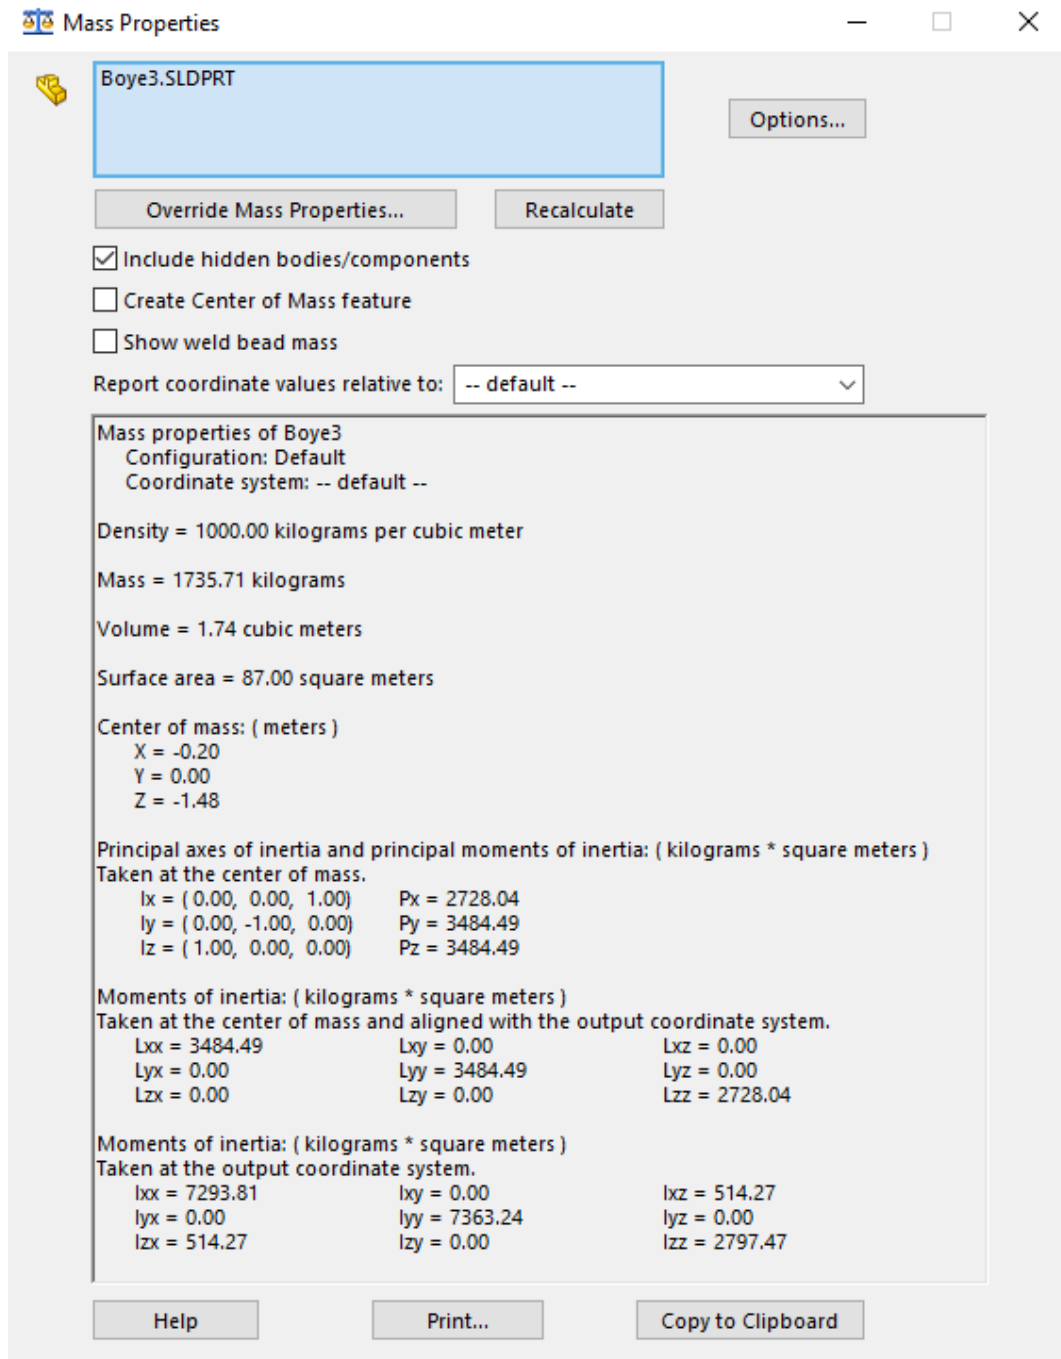 Mass Properties
Boye3.SLDPRT
Options...
Override Mass Properties... Recalculate
Include hidden bodies/components
Create Center of Mass feature
Show weld bead mass
Report coordinate values relative to: -- default --
Mass properties of Boye3
Configuration: Default
Coordinate system: -- default --
Density = 1000.00 kilograms per cubic meter
Mass = 1735.71 kilograms
Volume = 1.74 cubic meters
Surface area = 87.00 square meters
Center of mass: ( meters )
X = -0.20
Y = 0.00
Z = -1.48
Principal axes of inertia and principal moments of inertia: ( kilograms * square meters )
Taken at the center of mass.
Ix = ( 0.00, 0.00, 1.00) Px = 2728.04
Iy = ( 0.00, -1.00, 0.00) Py = 3484.49
Iz = ( 1.00, 0.00, 0.00) Pz = 3484.49
Moments of inertia: ( kilograms * square meters )
Taken at the center of mass and aligned with the output coordinate system.
Lxx = 3484.49 Lxy = 0.00 Lxz = 0.00
Lyx = 0.00 Lyy = 3484.49 Lyz = 0.00
Lzx = 0.00 Lzy = 0.00 Lzz = 2728.04
Moments of inertia: ( kilograms * square meters )
Taken at the output coordinate system.
Ixx = 7293.81 Ixy = 0.00 Ixz = 514.27
Iyx = 0.00 Iyy = 7363.24 Iyz = 0.00
Izx = 514.27 Izy = 0.00 Izz = 2797.47
Help Print... Copy to Clipboard